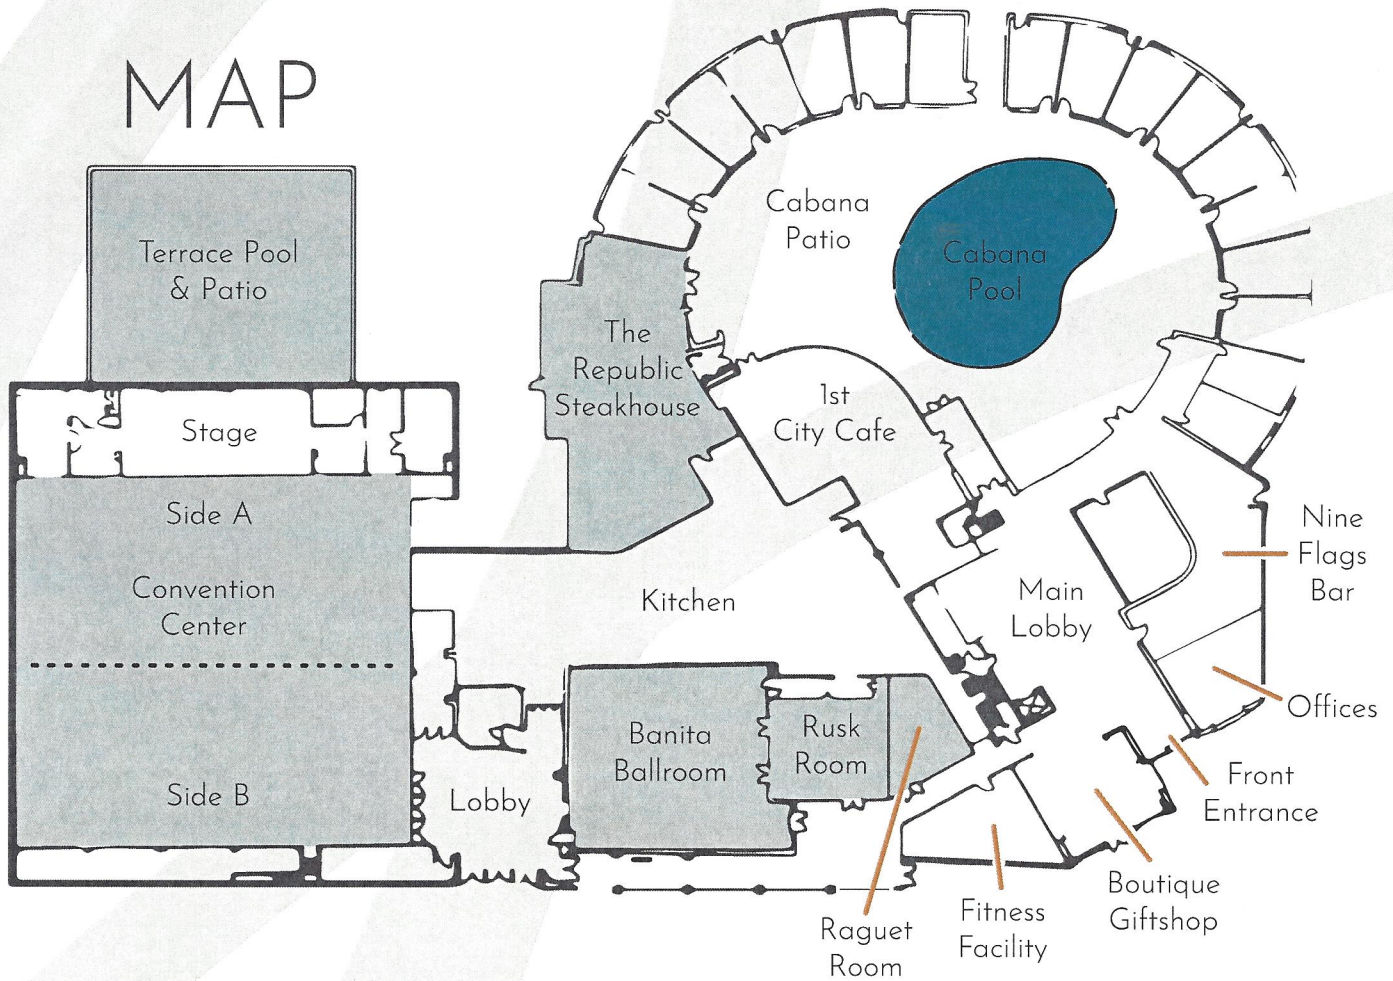 MAP
Terrace Pool
& Patio
Stage
Side A
Convention
Center
Side B
Lobby
Cabana
Patio
Cabana
Pool
The
Republic
Steakhouse
1st
City Cafe
Kitchen
Main
Lobby
Banita
Ballroom
Rusk
Room
Nine
Flags
Bar
Offices
Front
Entrance
Boutique
Giftshop
Fitness
Facility
Raguet
Room